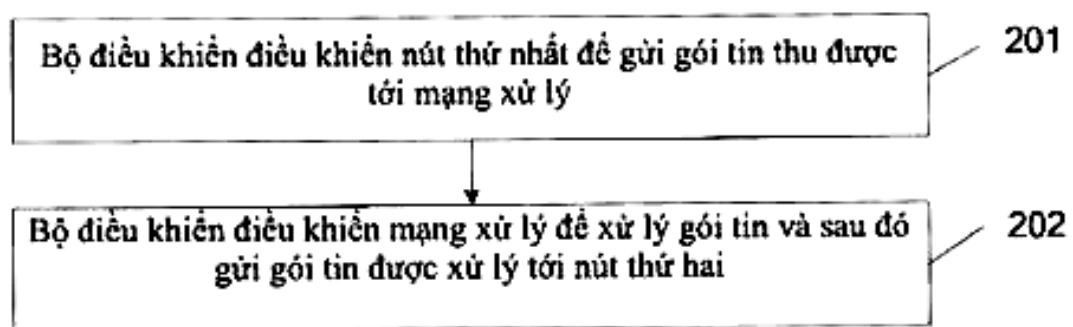 Bộ điều khiển điều khiển nút thứ nhất để gửi gói tin thu được
tới mạng xử lý
201
Bộ điều khiển điều khiển mạng xử lý để xử lý gói tin và sau đó
gửi gói tin được xử lý tới nút thứ hai
202